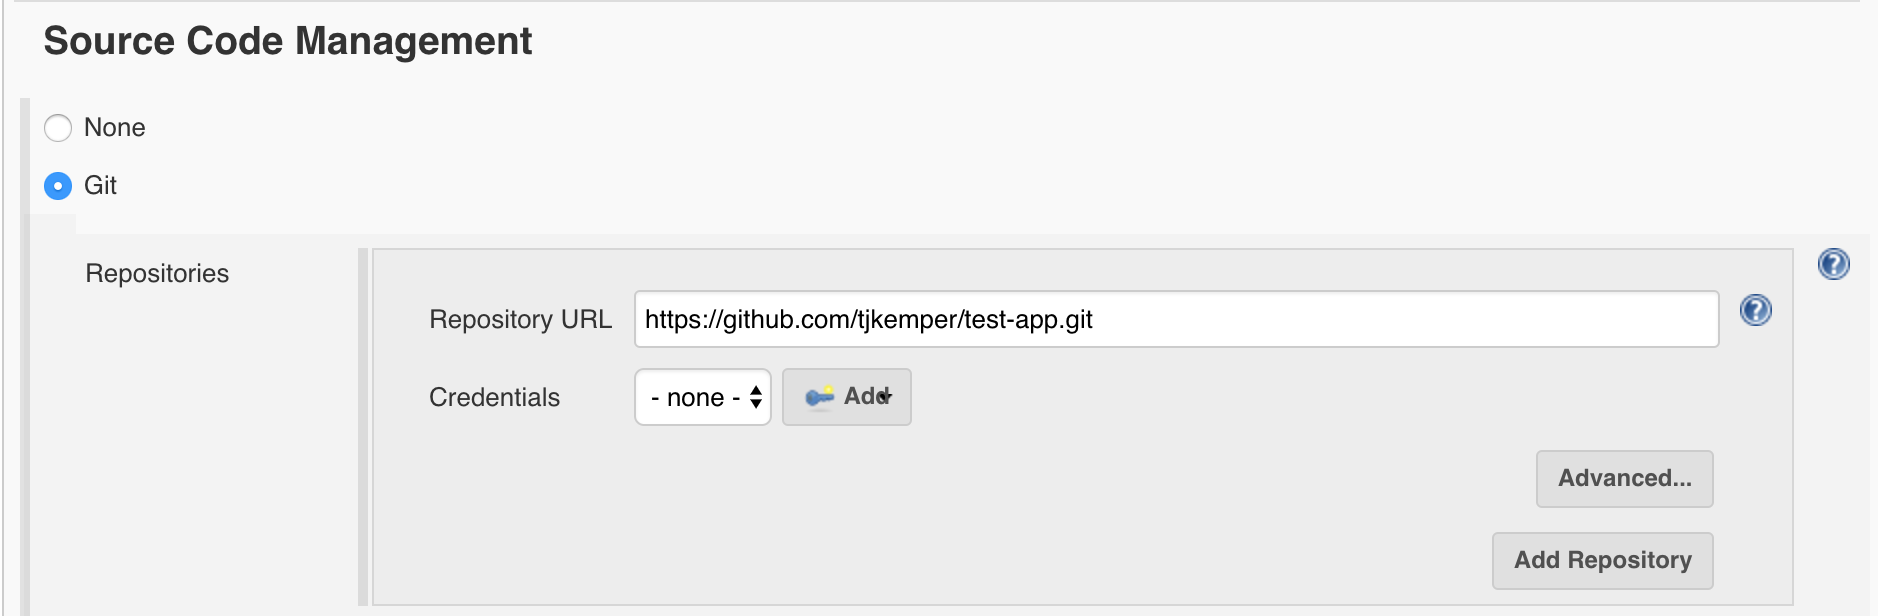 Source Code Management
None
Git
Repositories
Repository URL https://github.com/tjkemper/test-app.git
Credentials - none - Add
Advanced...
Add Repository